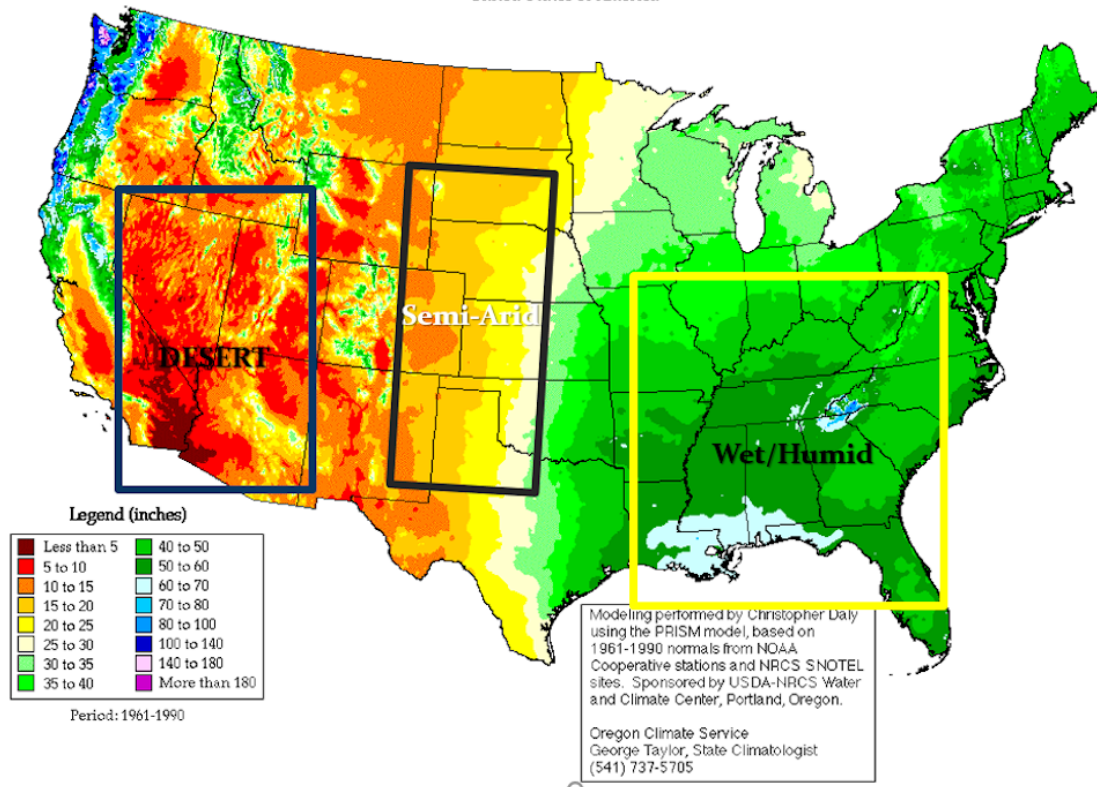 United States of America
Semi-Arid
DESERT
Wet/Humid
Legend (inches)
Less than 5
5 to 10
10 to 15
15 to 20
20 to 25
25 to 30
30 to 35
35 to 40
40 to 50
50 to 60
60 to 70
70 to 80
80 to 100
100 to 140
140 to 180
More than 180
Period: 1961-1990
Modeling performed by Christopher Daly
using the PRISM model, based on
1961-1990 normals from NOAA
Cooperative stations and NRCS SNOTEL
sites. Sponsored by USDA-NRCS Water
and Climate Center, Portland, Oregon.
Oregon Climate Service
George Taylor, State Climatologist
(541) 737-5705